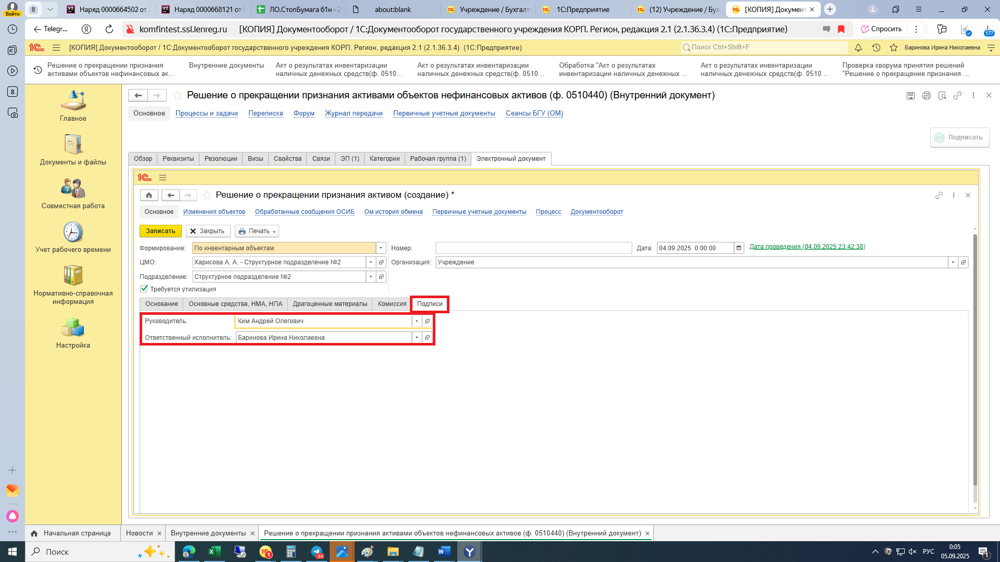 Войти
8
Наряд 0000664502 от 2
Наряд 0000668121 от 0
ЛО.СтопБумага 61н - 2
about:blank
Учреждение / Бухгалт
1С:Предприятие
(12) Учреждение / Бух
[КОПИЯ] Документ
Telegr...
komfintest.ssl.lenreg.ru
[КОПИЯ] Документооборот / 1С:Документооборот государственного учреждения КОРП. Регион, редакция 2.1 (2.1.36.3.4) (1С:Предприятие)
Спросить
177
[КОПИЯ] Документооборот / 1С:Документооборот государственного учреждения КОРП. Регион, редакция 2.1 (2.1.36.3.4) (1С:Предприятие)
Поиск Ctrl+Shift+F
Баринова Ирина Николаевна
Решение о прекращении признания
активами объектов нефинансовых ак...
Внутренние документы
Акт о результатах инвентаризации
наличных денежных средств(ф. 0510...
Акт о результатах инвентаризации
наличных денежных средств(ф. 0510...
Обработка "Акт о результатах
инвентаризации наличных денежных ...
Акт о результатах инвентаризации
наличных денежных средств(ф. 0510...
Проверка кворума принятия решений
"Решение о прекращение признания ...
8
Главное
Документы и файлы
Совместная работа
Учет рабочего времени
Нормативно-справочная
информация
Настройка
Решение о прекращении признания активами объектов нефинансовых активов (ф. 0510440) (Внутренний документ)
Основное
Процессы и задачи
Переписка
Форум
Журнал передачи
Первичные учетные документы
Сеансы БГУ (ОМ)
Подписать
Обзор
Реквизиты
Резолюции
Визы
Свойства
Связи
ЭП (1)
Категории
Рабочая группа (1)
Электронный документ
Решение о прекращении признания активом (создание) *
Основное
Изменения объектов
Обработанные сообщения ОСИБ
Ом история обмена
Первичные учетные документы
Процесс
Документооборот
Записать
Закрыть
Печать
Формирование:
По инвентарным объектам
Номер:
Дата:
04.09.2025 0:00:00
Дата проведения (04.09.2025 23:42:38)
ЦМО:
Харисова А. А. - Структурное подразделение №2
Организация:
Учреждение
Подразделение:
Структурное подразделение №2
Требуется утилизация
Основание
Основные средства, НМА, НПА
Драгоценные материалы
Комиссия
Подписи
Руководитель:
Ким Андрей Олегович
Ответственный исполнитель:
Баринова Ирина Николаевна
Начальная страница
Новости
Внутренние документы
Решение о прекращении признания активами объектов нефинансовых активов (ф. 0510440) (Внутренний документ)
Поиск
1
94
РУС
0:05
05.09.2025
1